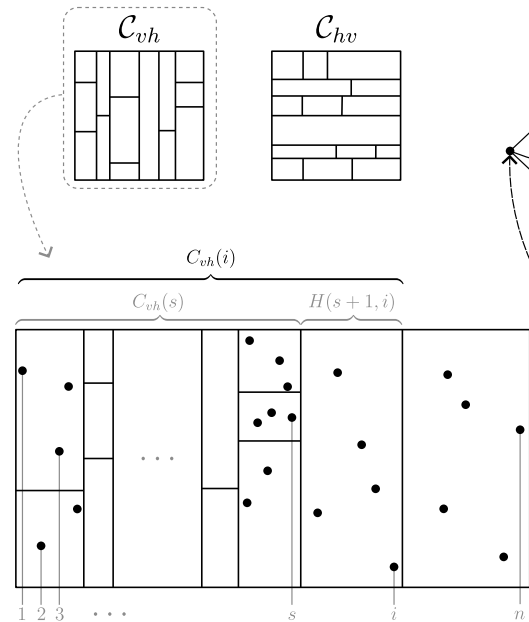 𝒞_{vh} 𝒞_{hv}
C_{vh}(i)
C_{vh}(s) H(s + 1, i)
· · ·
1 2 3 · · · s i n